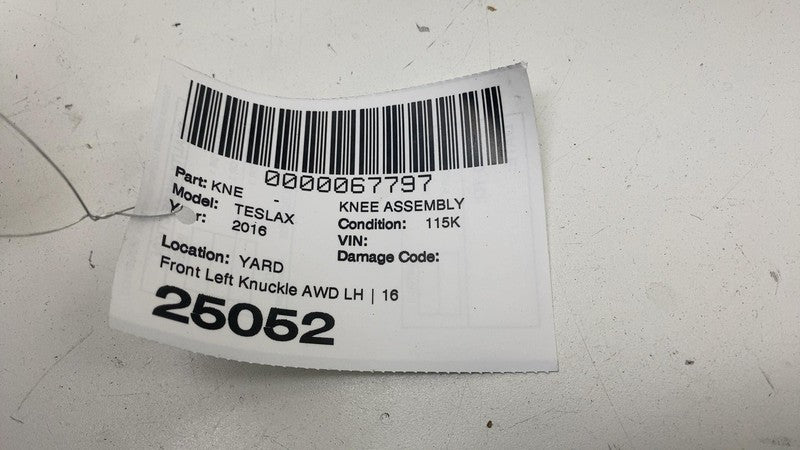 0000067797
Part: KNE - KNEE ASSEMBLY
Model: TESLAX Condition: 115K
Year: 2016 VIN:
Location: YARD Damage Code:
Front Left Knuckle AWD LH | 16
25052